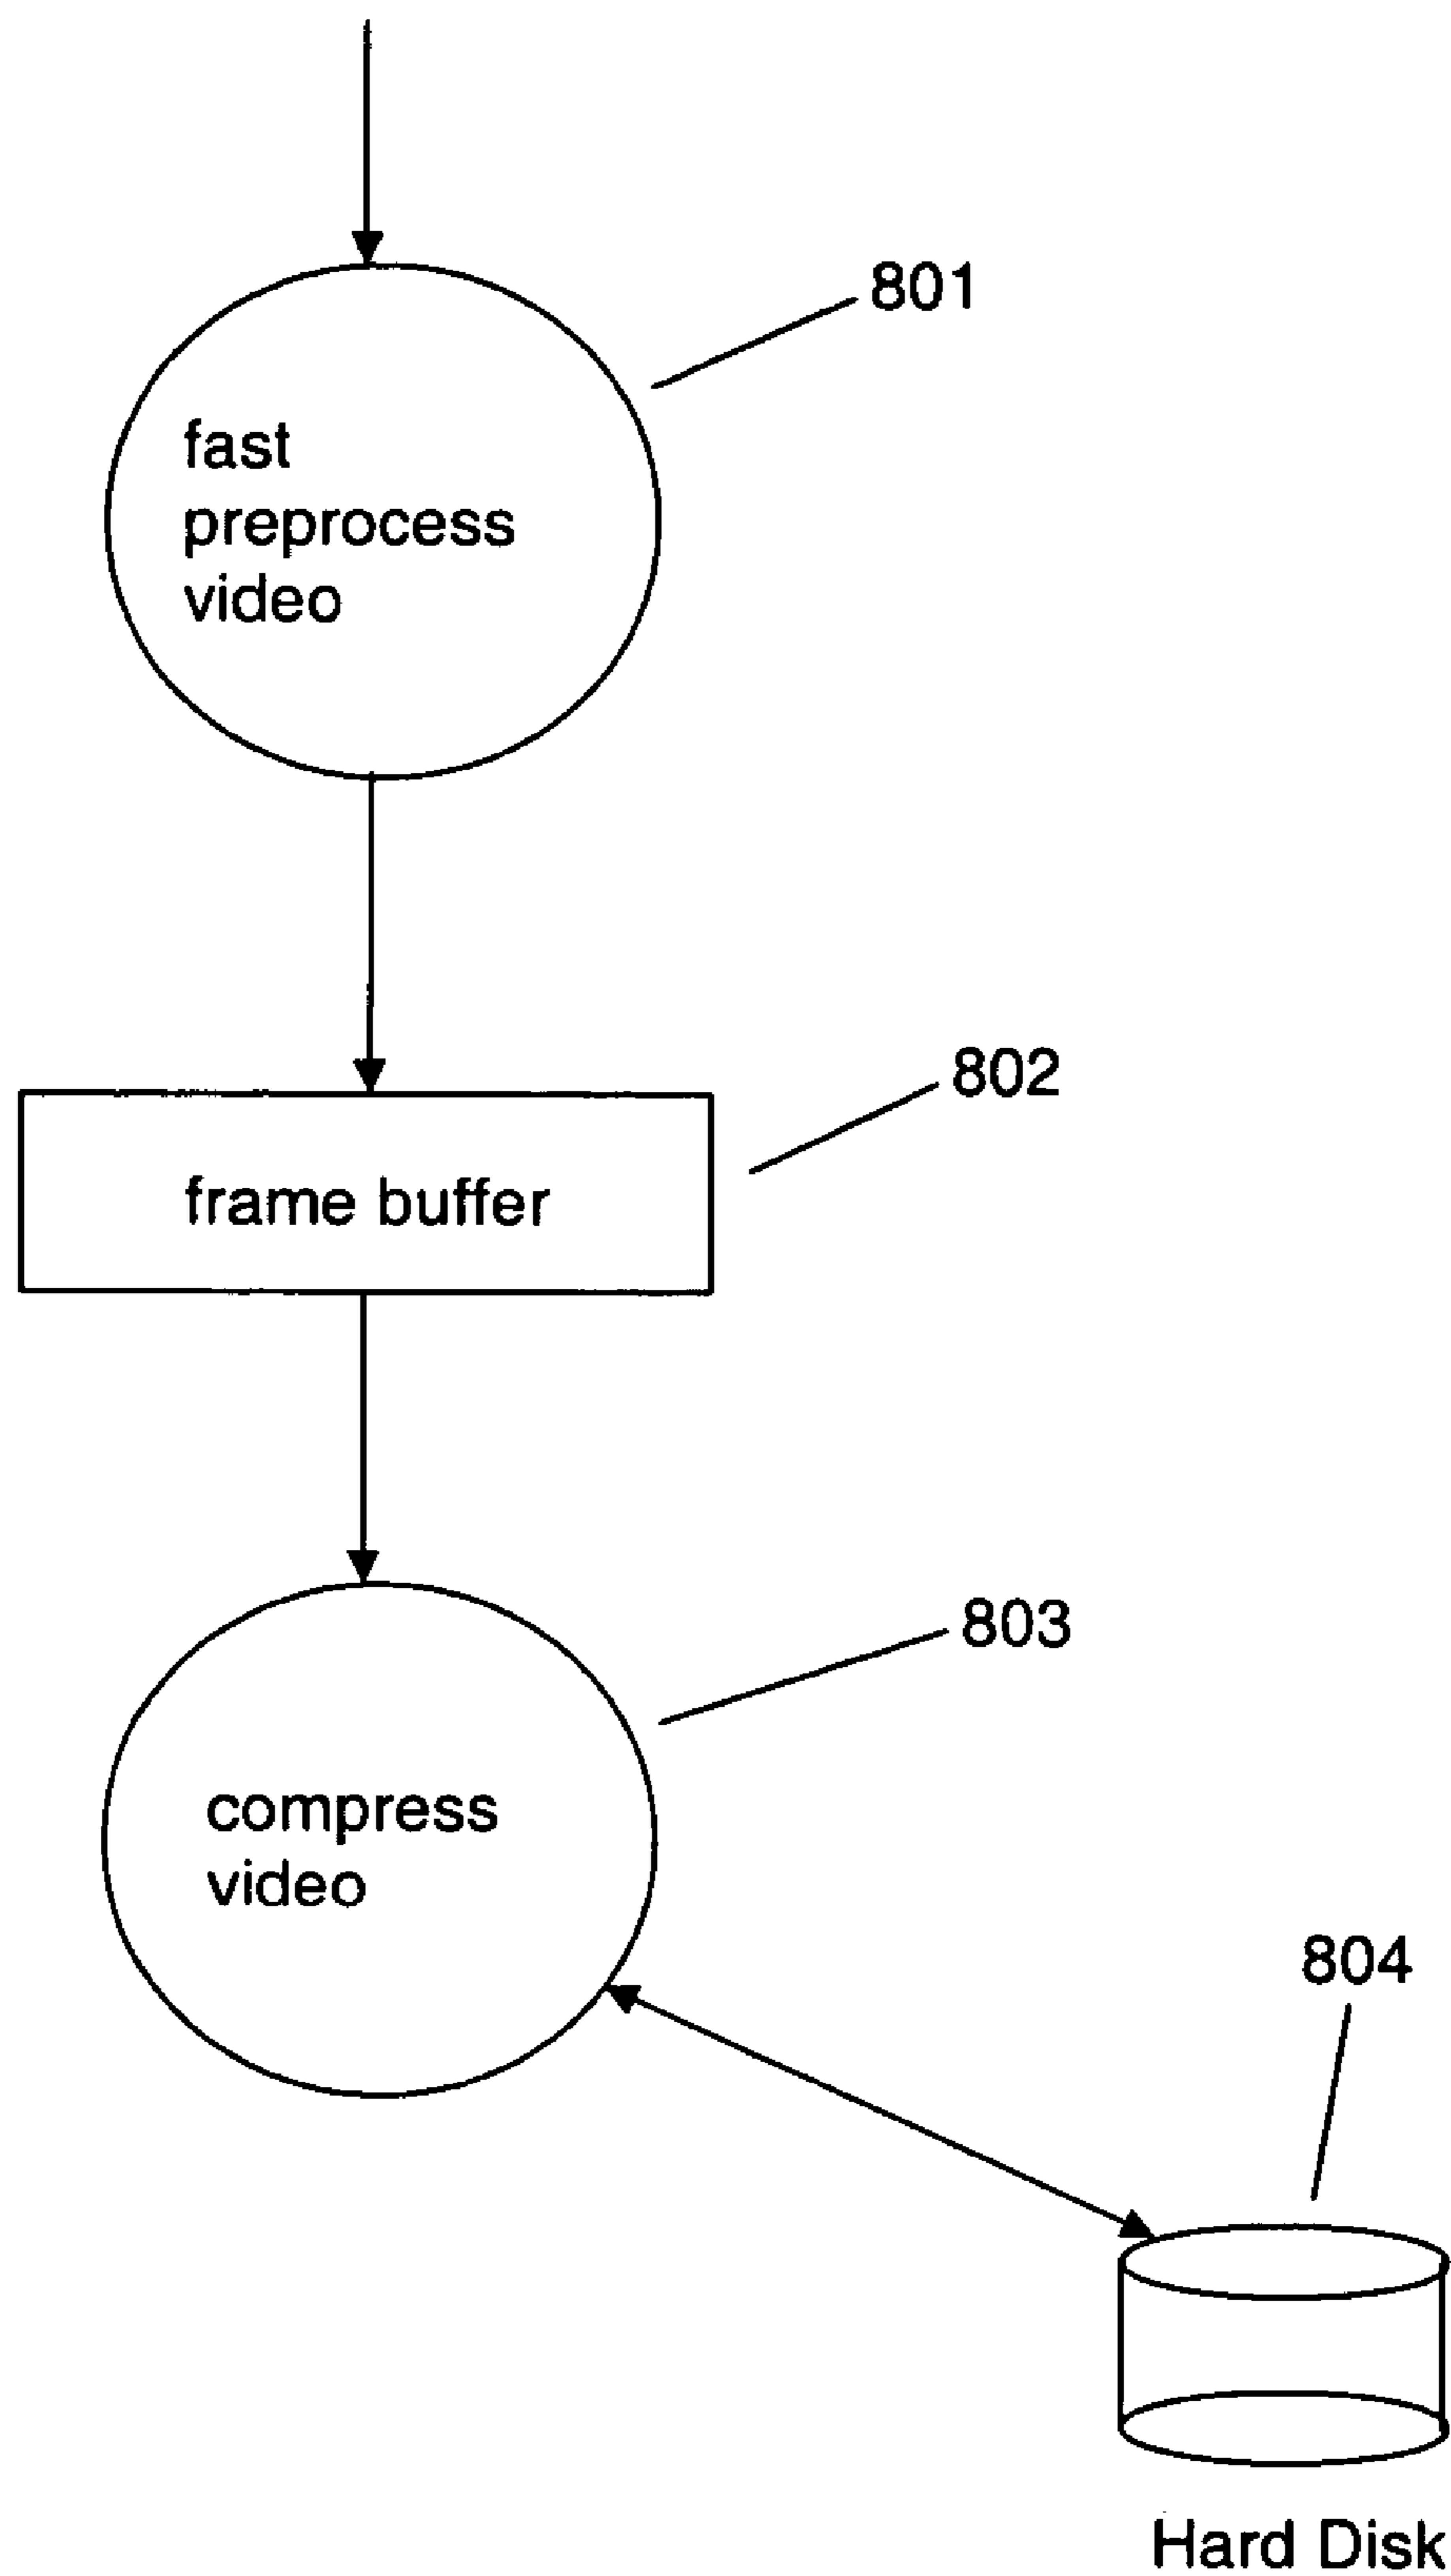 801
fast
preprocess
video
802
frame buffer
803
compress
video
804
Hard Disk